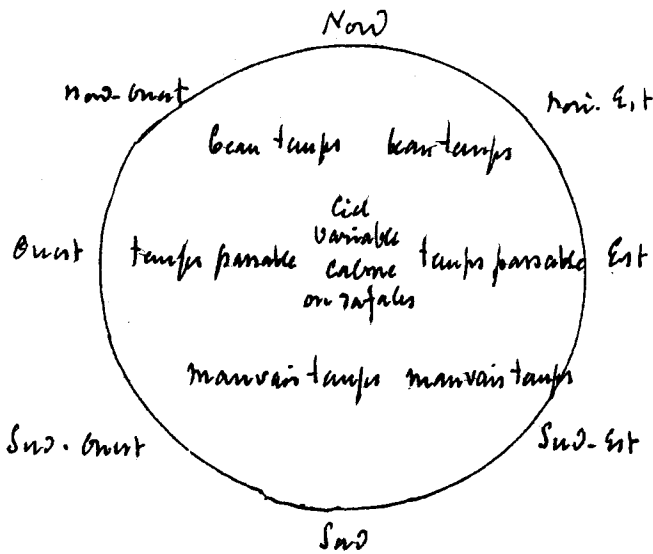 Nord
nord-ouest
nord-Est
beau temps beau temps
Ciel
variable
Ouest temps passable calme temps passable Est
ou rafales
mauvais temps mauvais temps
Sud-ouest
Sud-Est
Sud